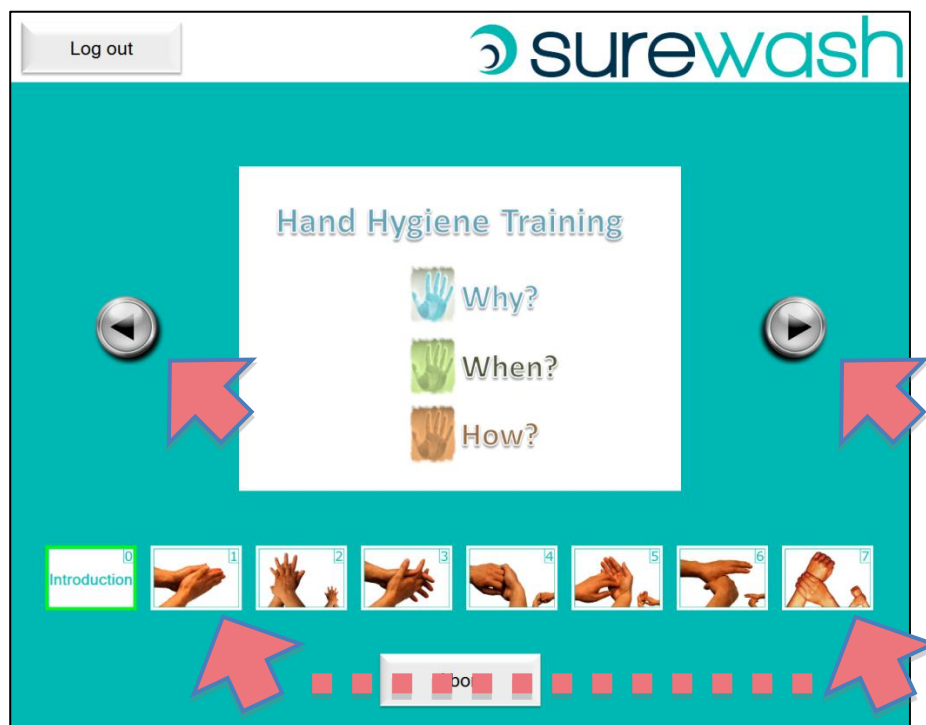 Log out
surewash
Hand Hygiene Training
Why?
When?
How?
0
Introduction
1
2
3
4
5
6
7